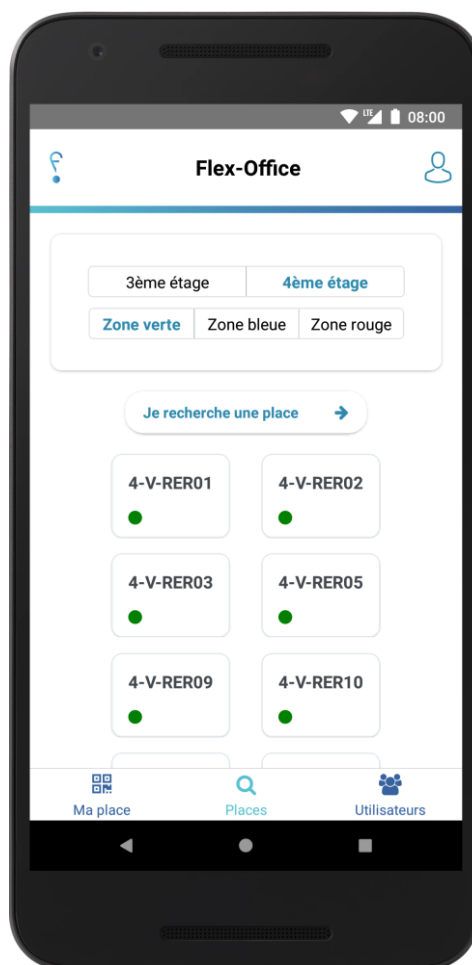 LTE 08:00
Flex-Office
3ème étage 4ème étage
Zone verte Zone bleue Zone rouge
Je recherche une place
4-V-RER01 4-V-RER02
4-V-RER03 4-V-RER05
4-V-RER09 4-V-RER10
Ma place Places Utilisateurs